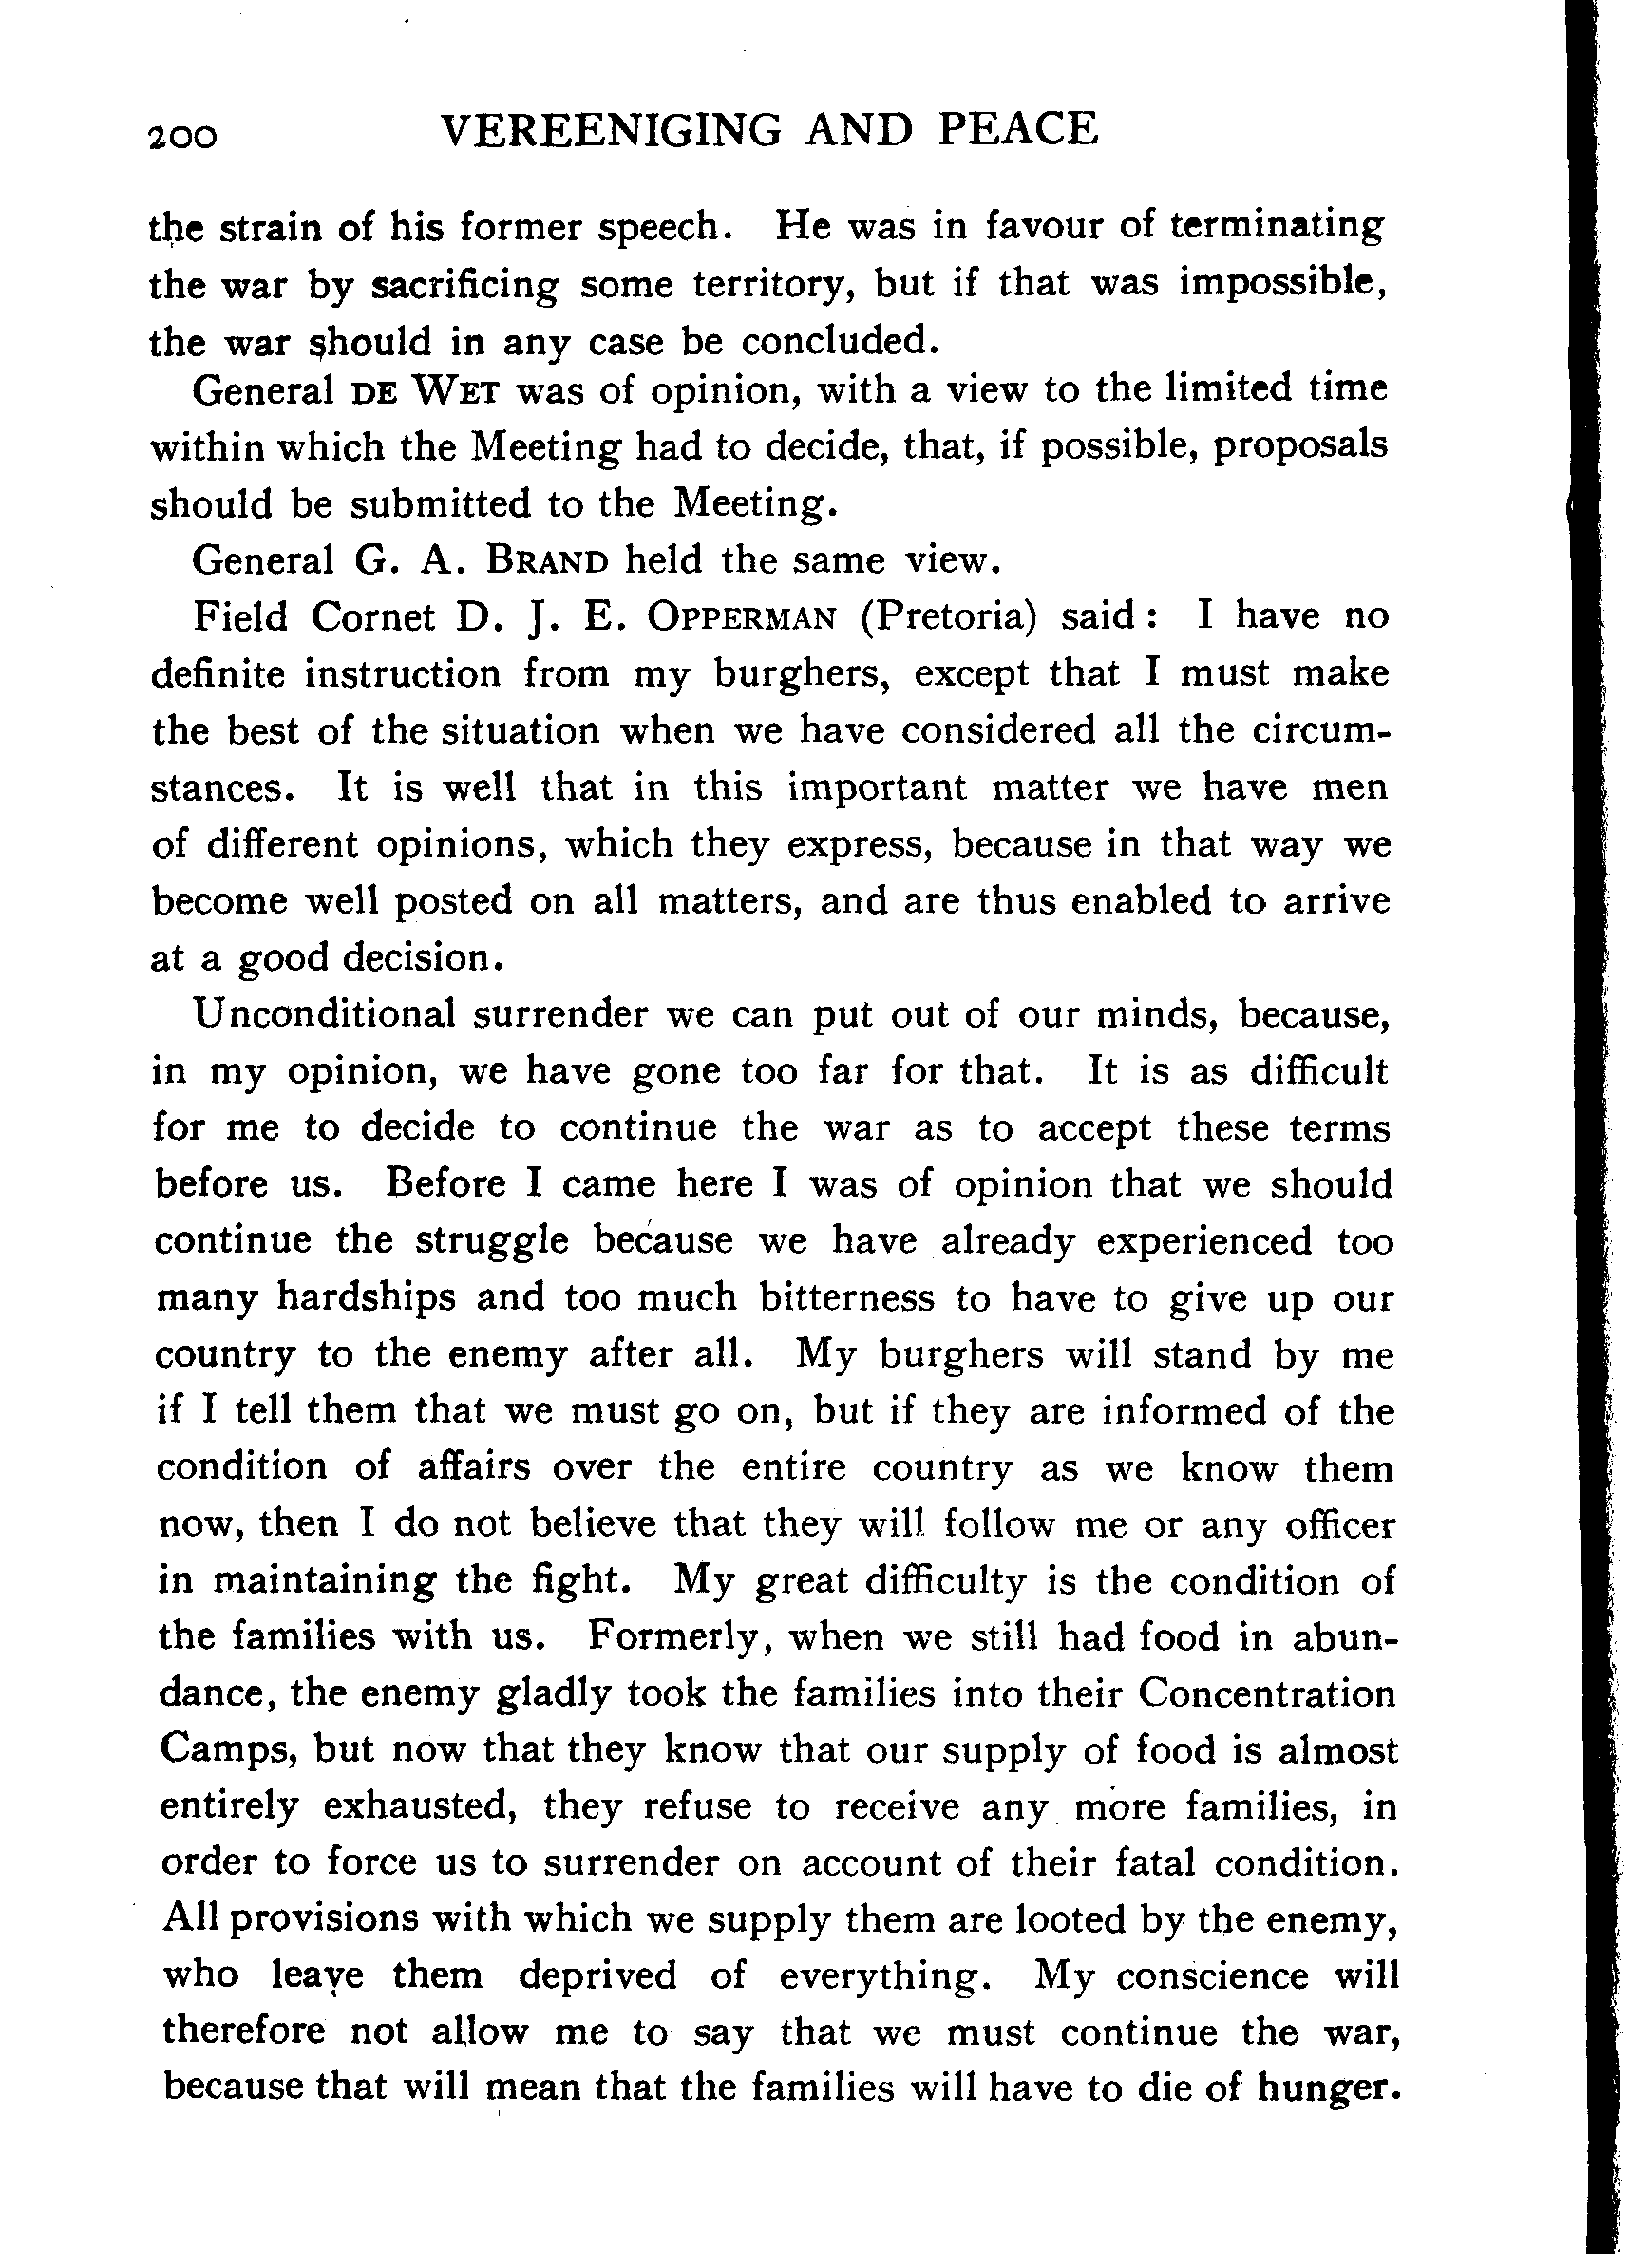 200 VEREENIGING AND PEACE
the strain of his former speech. He was in favour of terminating
the war by sacrificing some territory, but if that was impossible,
the war should in any case be concluded.
General DE WET was of opinion, with a view to the limited time
within which the Meeting had to decide, that, if possible, proposals
should be submitted to the Meeting.
General G. A. BRAND held the same view.
Field Cornet D. J. E. OPPERMAN (Pretoria) said: I have no
definite instruction from my burghers, except that I must make
the best of the situation when we have considered all the circum-
stances. It is well that in this important matter we have men
of different opinions, which they express, because in that way we
become well posted on all matters, and are thus enabled to arrive
at a good decision.
Unconditional surrender we can put out of our minds, because,
in my opinion, we have gone too far for that. It is as difficult
for me to decide to continue the war as to accept these terms
before us. Before I came here I was of opinion that we should
continue the struggle because we have already experienced too
many hardships and too much bitterness to have to give up our
country to the enemy after all. My burghers will stand by me
if I tell them that we must go on, but if they are informed of the
condition of affairs over the entire country as we know them
now, then I do not believe that they will follow me or any officer
in maintaining the fight. My great difficulty is the condition of
the families with us. Formerly, when we still had food in abun-
dance, the enemy gladly took the families into their Concentration
Camps, but now that they know that our supply of food is almost
entirely exhausted, they refuse to receive any more families, in
order to force us to surrender on account of their fatal condition.
All provisions with which we supply them are looted by the enemy,
who leave them deprived of everything. My conscience will
therefore not allow me to say that we must continue the war,
because that will mean that the families will have to die of hunger.